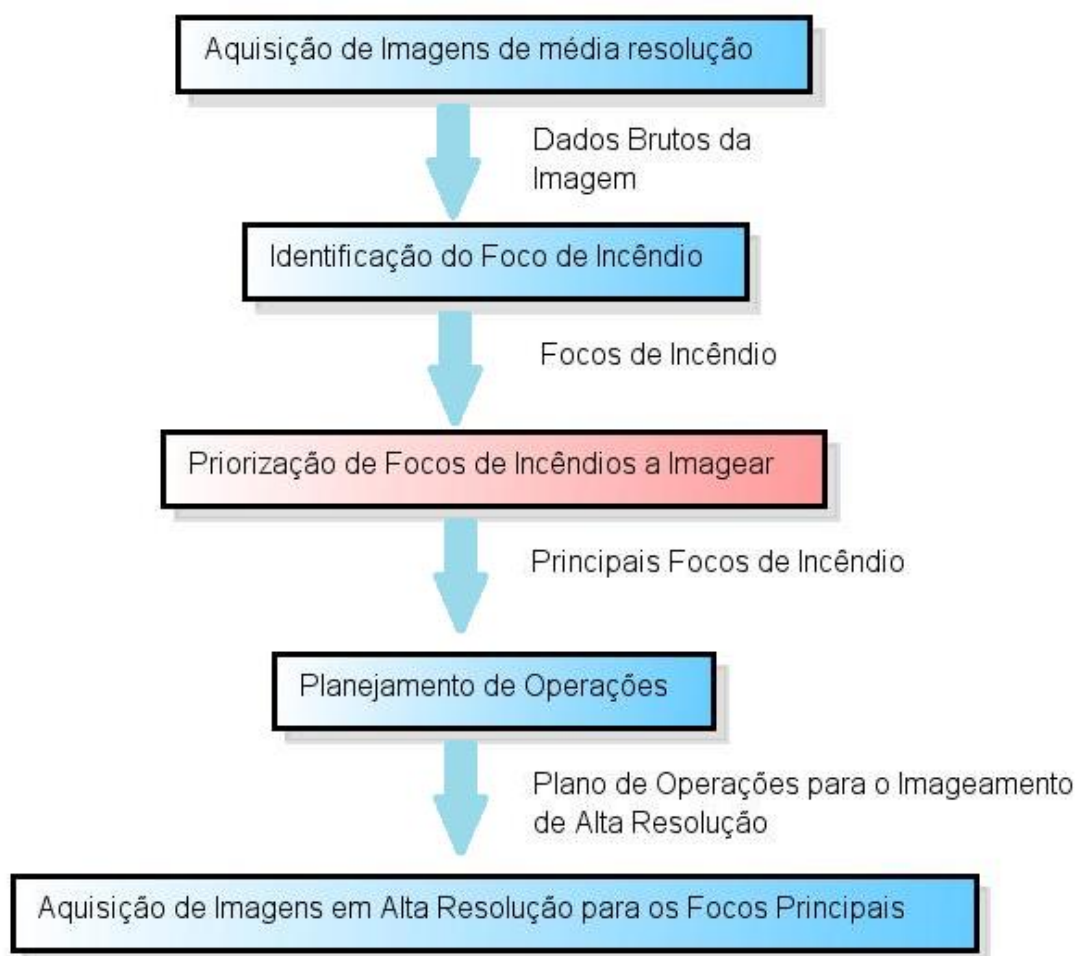 Aquisição de Imagens de média resolução
Dados Brutos da
Imagem
Identificação do Foco de Incêndio
Focos de Incêndio
Priorização de Focos de Incêndios a Imagear
Principais Focos de Incêndio
Planejamento de Operações
Plano de Operações para o Imageamento
de Alta Resolução
Aquisição de Imagens em Alta Resolução para os Focos Principais